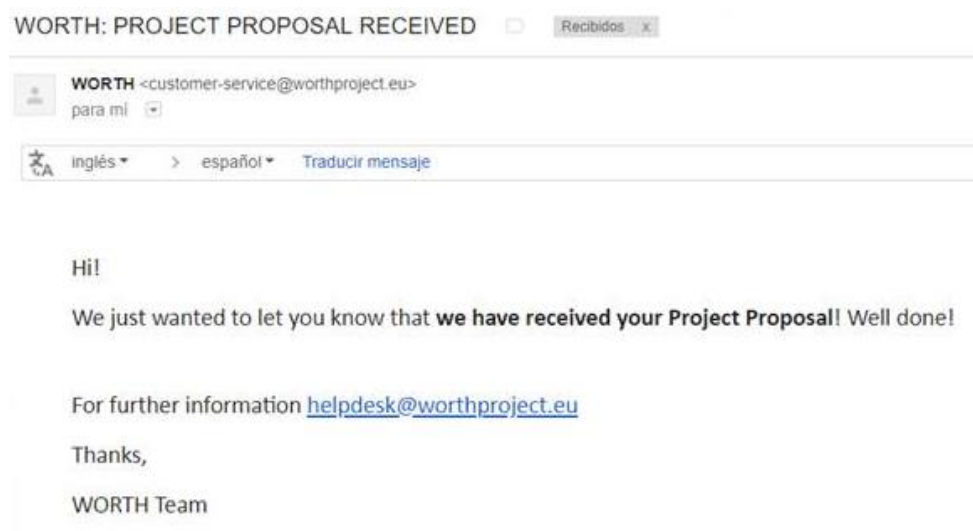 WORTH: PROJECT PROPOSAL RECEIVED Recibidos x
WORTH <customer-service@worthproject.eu>
para mí
inglés > español Traducir mensaje
Hi!
We just wanted to let you know that we have received your Project Proposal! Well done!
For further information helpdesk@worthproject.eu
Thanks,
WORTH Team